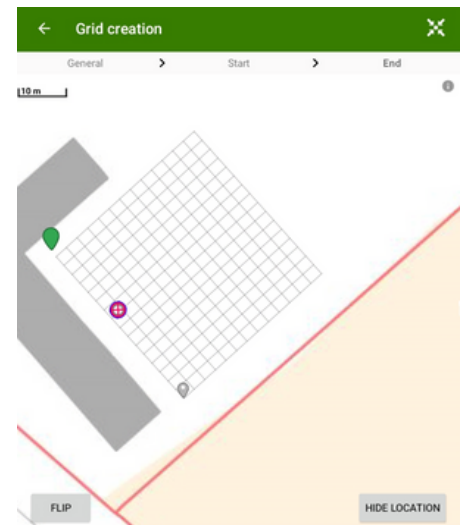 Grid creation
General > Start > End
10 m
FLIP
HIDE LOCATION